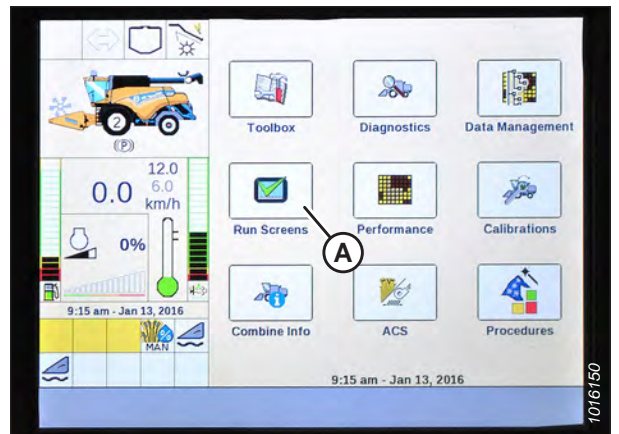 2
(P)
12.0
6.0
0.0 km/h
0%
9:15 am - Jan 13, 2016
MAN
Toolbox
Diagnostics
Data Management
Run Screens
Performance
Calibrations
A
Combine Info
ACS
Procedures
9:15 am - Jan 13, 2016
1016150